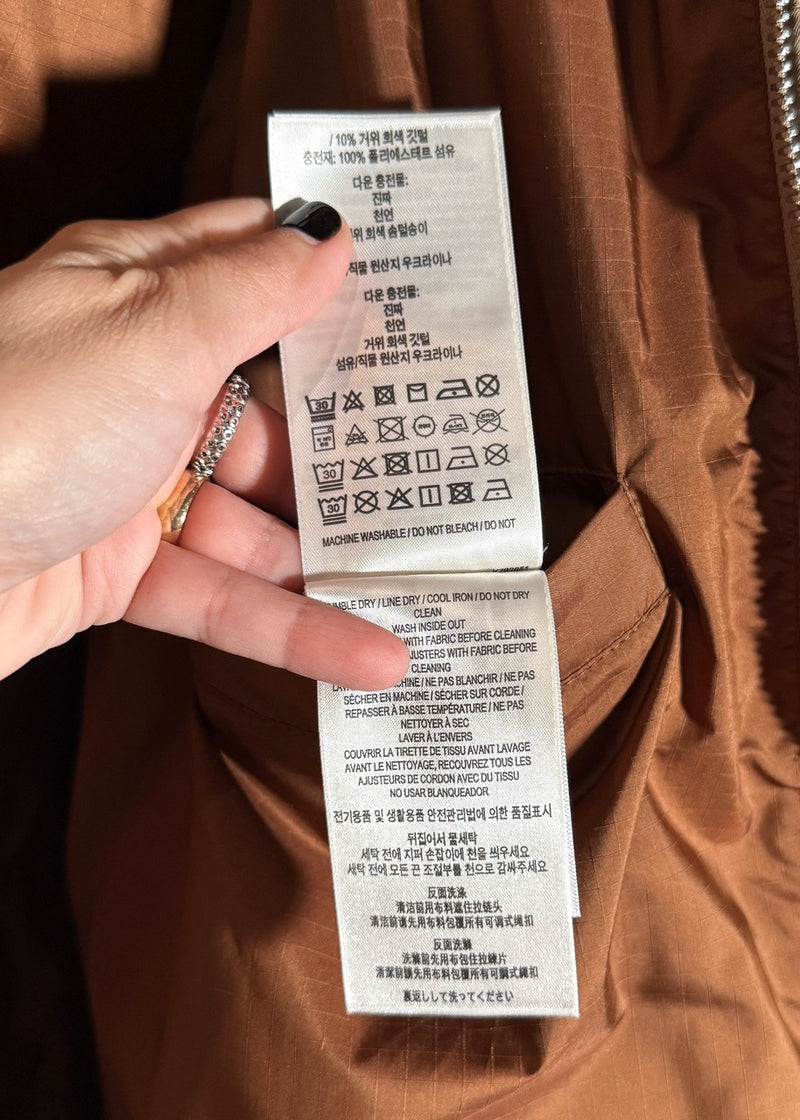 / 10% 거위 회색 깃털
충전재: 100% 폴리에스테르 섬유
다운 충전물:
진짜
천연
회색 솜털송이
원산지 우크라이나
다운 충전물:
진짜
천연
거위 회색 깃털
섬유/직물 원산지 우크라이나
30
30
30
MACHINE WASHABLE / DO NOT BLEACH / DO NOT
DRY / LINE DRY / COOL IRON / DO NOT DRY
CLEAN
WASH INSIDE OUT
WITH FABRIC BEFORE CLEANING
WITH FABRIC BEFORE
CLEANING
/ NE PAS BLANCHIR / NE PAS
SÉCHER EN MACHINE / SÉCHER SUR CORDE /
REPASSER À BASSE TEMPÉRATURE / NE PAS
NETTOYER À SEC
LAVER À L'ENVERS
COUVRIR LA TIRETTE DE TISSU AVANT LAVAGE
AVANT LE NETTOYAGE, RECOUVREZ TOUS LES
AJUSTEURS DE CORDON AVEC DU TISSU
NO USAR BLANQUEADOR
전기용품 및 생활용품 안전관리법에 의한 품질표시
뒤집어서 물세탁
세탁 전에 지퍼 손잡이에 천을 씌우세요
세탁 전에 모든 끈 조절부를 천으로 감싸주세요
反面洗涤
清洁前用布料遮住拉链头
清洁前请先用布料包覆所有可调式绳扣
反面洗滌
洗滌前先用布包住拉練片
清潔前請先用布料包覆所有可調式繩扣
裏返しして洗ってください